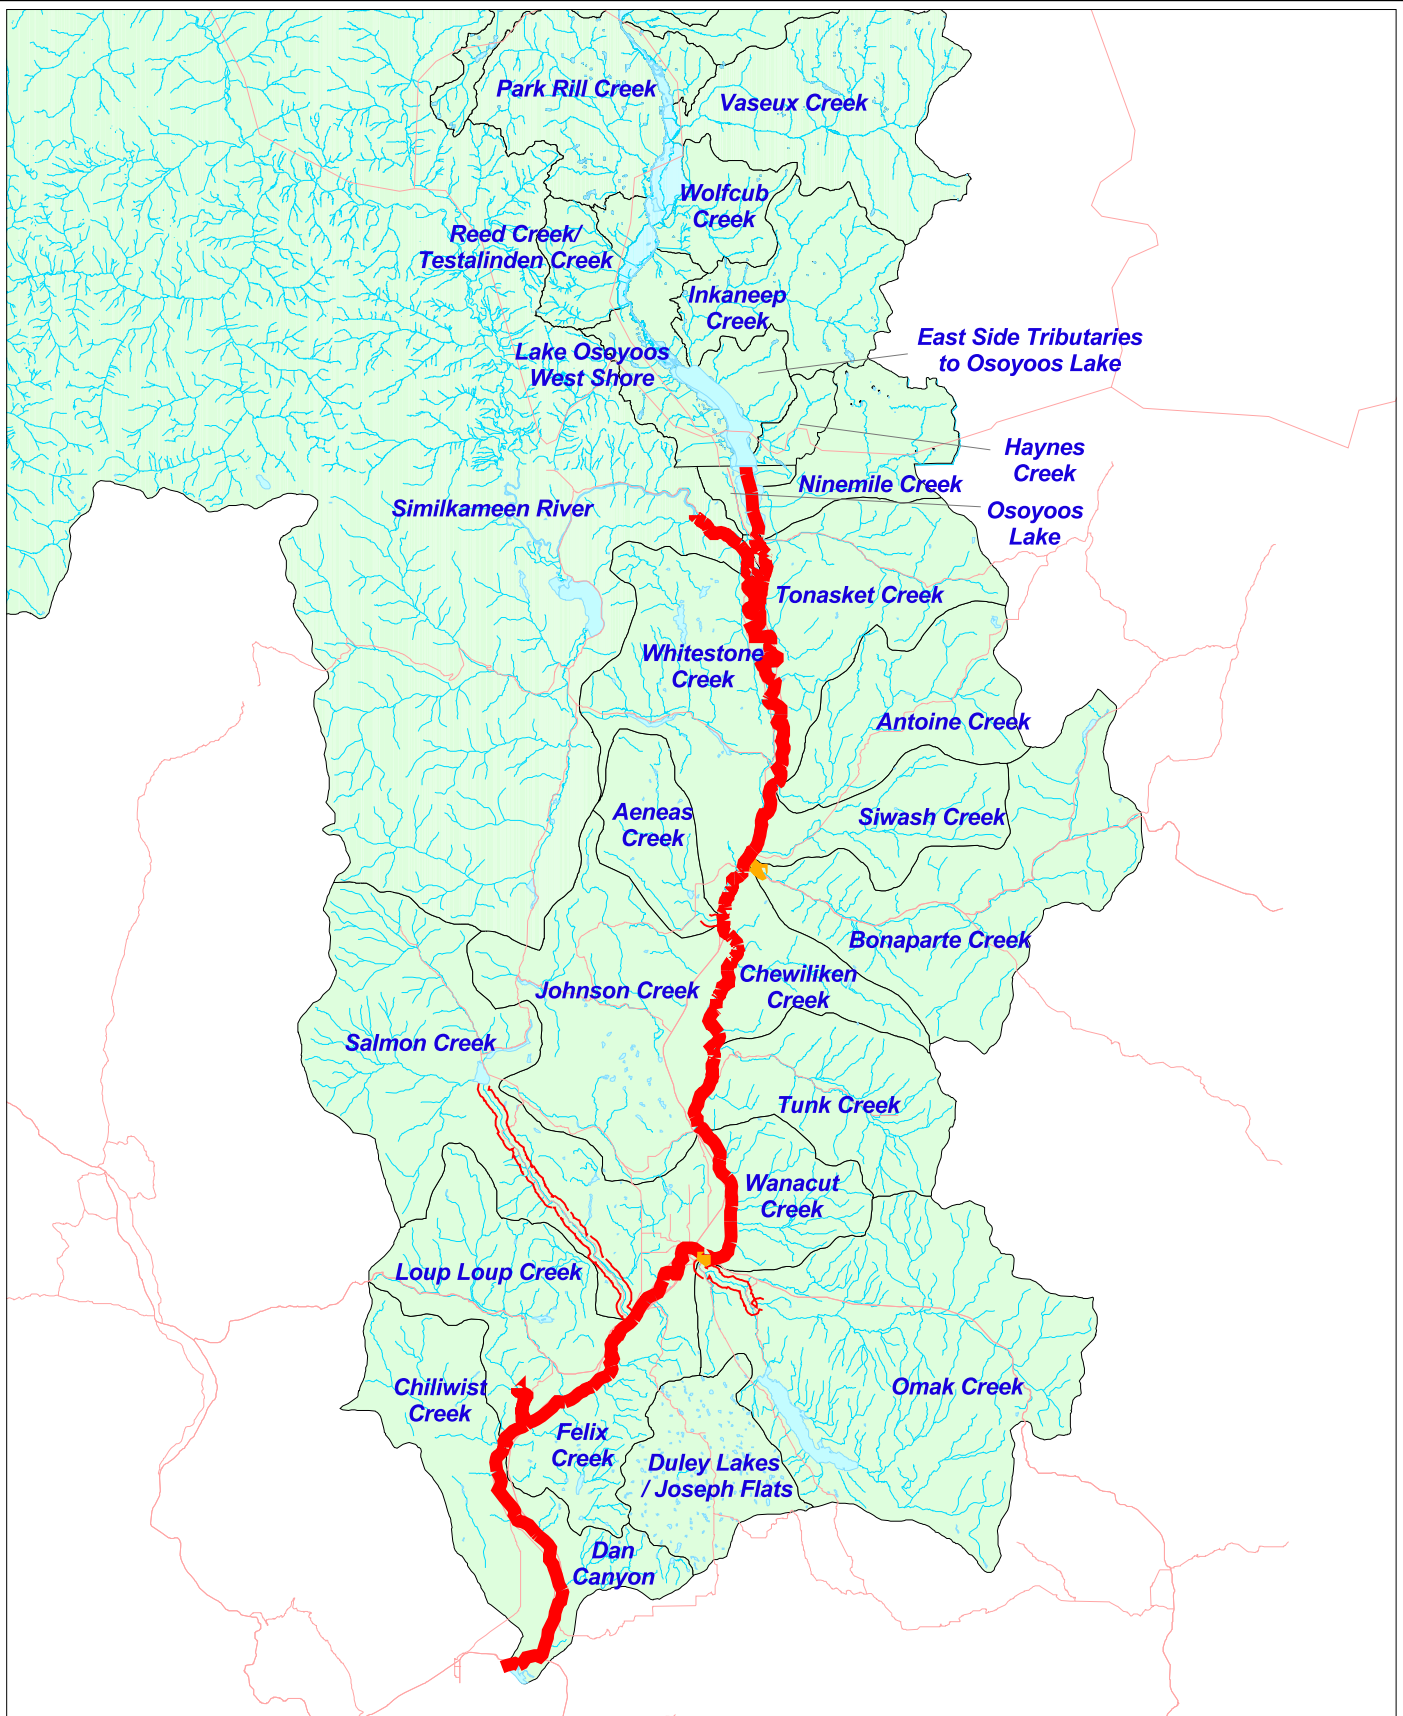 Park Rill Creek
Vaseux Creek
Wolfcub
Creek
Reed Creek/
Testalinden Creek
Inkaneep
Creek
East Side Tributaries
to Osoyoos Lake
Lake Osoyoos
West Shore
Haynes
Creek
Ninemile Creek
Similkameen River
Osoyoos
Lake
Tonasket Creek
Whitestone
Creek
Antoine Creek
Aeneas
Creek
Siwash Creek
Bonaparte Creek
Chewiliken
Creek
Johnson Creek
Salmon Creek
Tunk Creek
Wanacut
Creek
Loup Loup Creek
Chiliwist
Creek
Omak Creek
Felix
Creek
Duley Lakes
/ Joseph Flats
Dan
Canyon